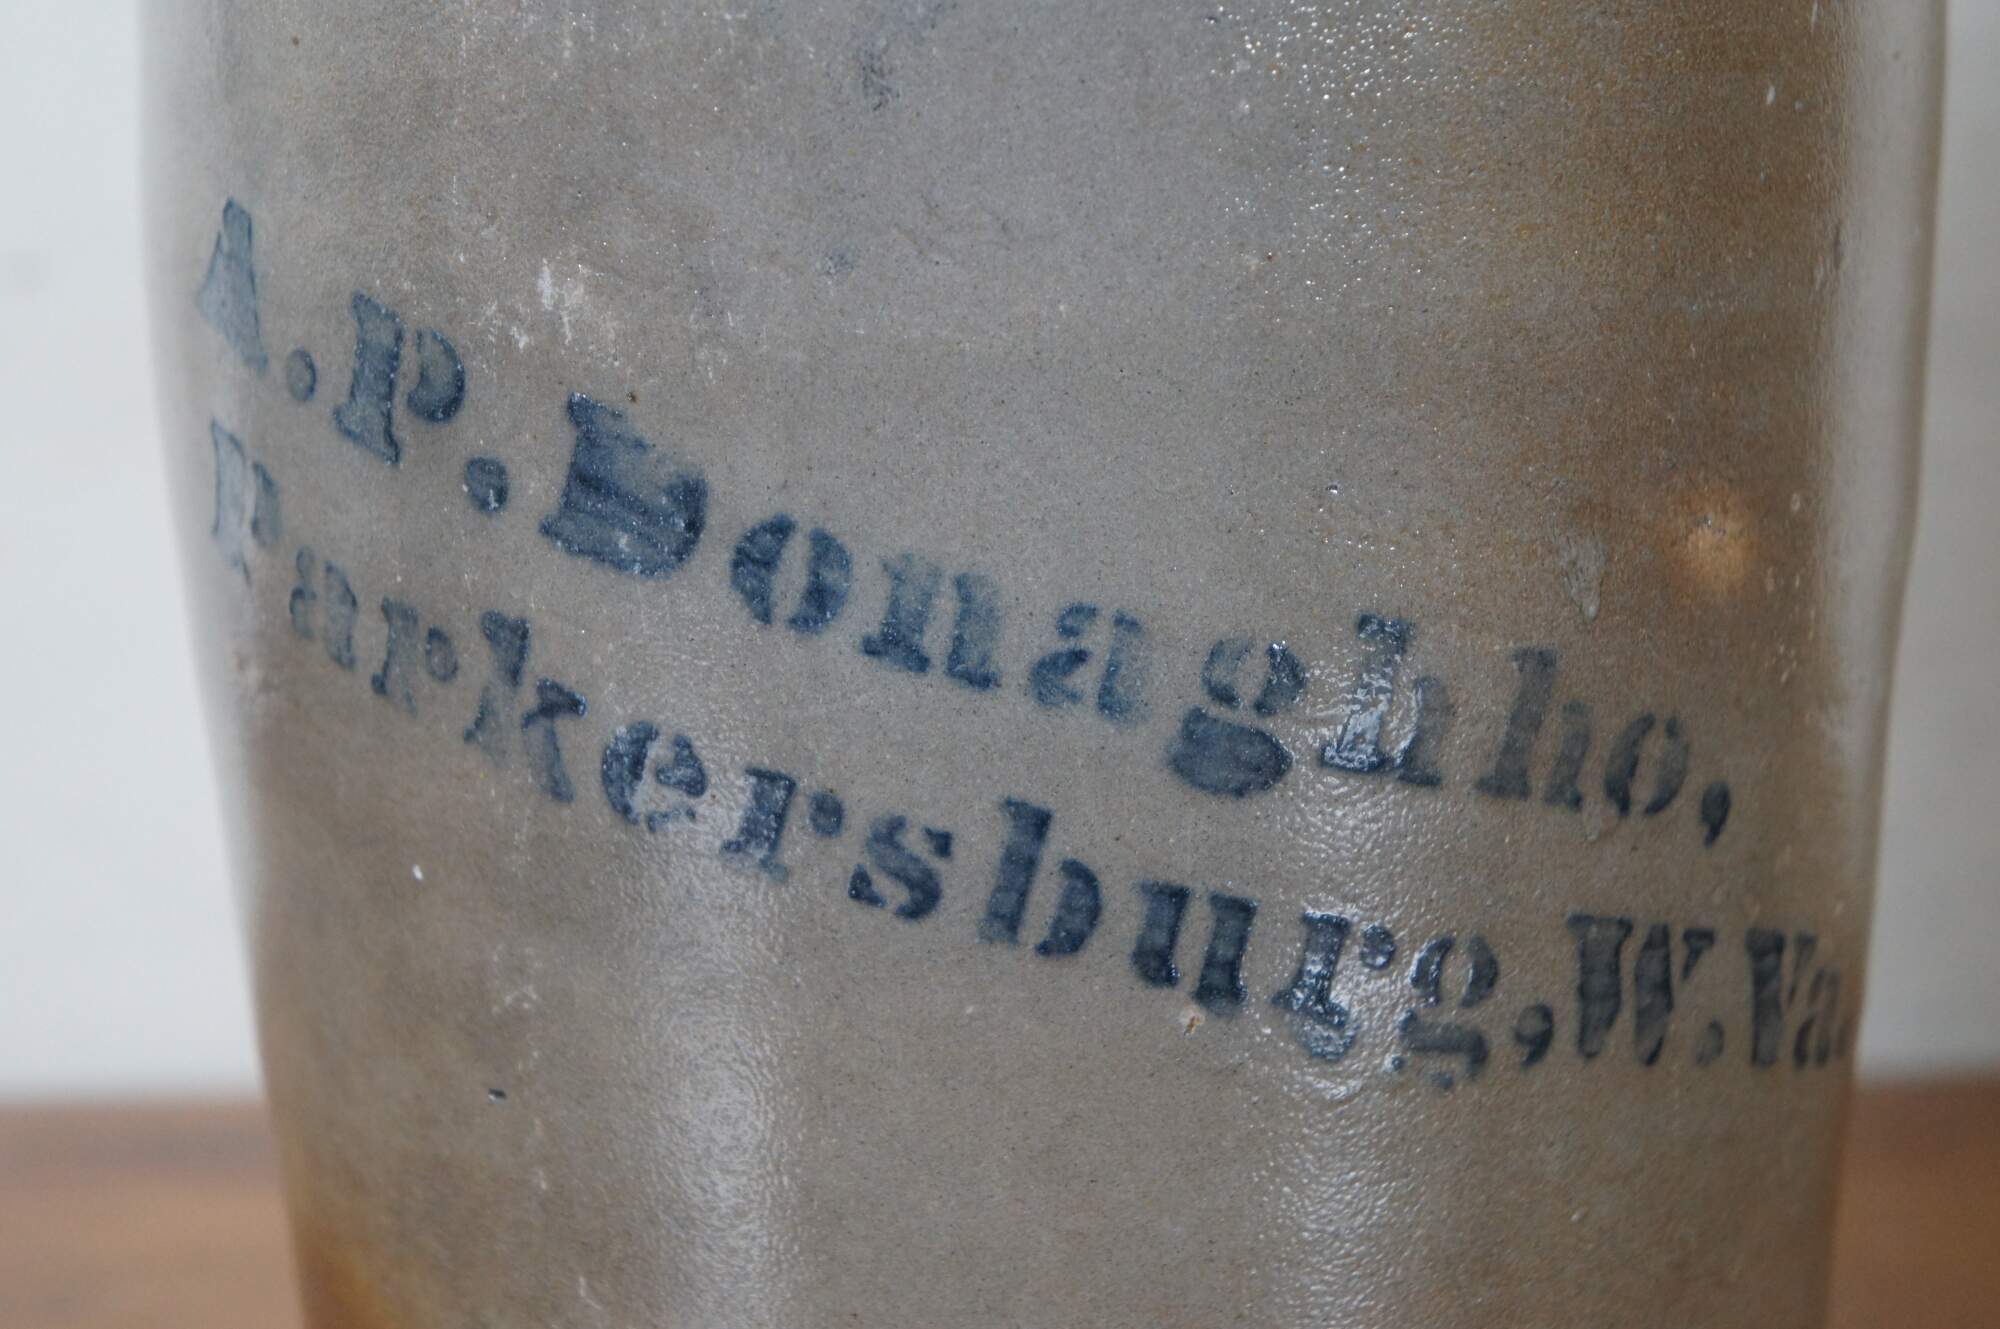 A.P. Donaghho,
Parkersburg, W. Va.